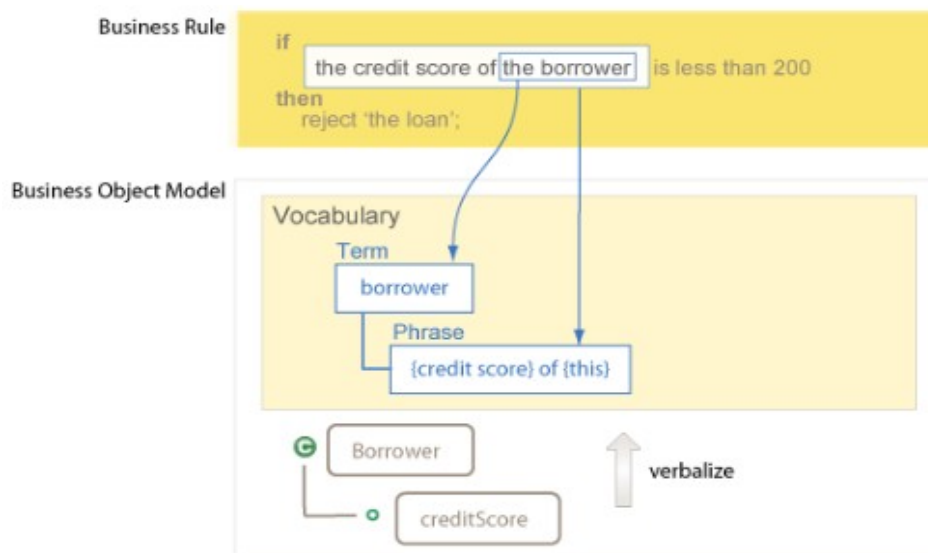 Business Rule
if
the credit score of the borrower is less than 200
then
reject ‘the loan’;
Business Object Model
Vocabulary
Term
borrower
Phrase
{credit score} of {this}
Borrower
verbalize
creditScore